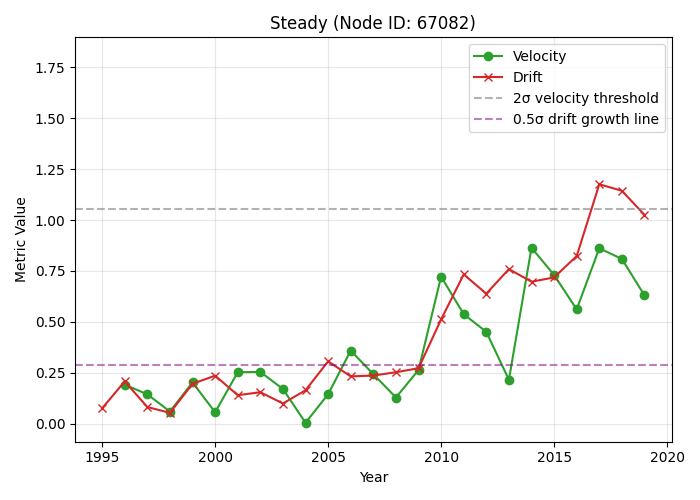 Steady (Node ID: 67082)
Velocity
Drift
2σ velocity threshold
0.5σ drift growth line
Metric Value
1.75
1.50
1.25
1.00
0.75
0.50
0.25
0.00
1995 2000 2005 2010 2015 2020
Year